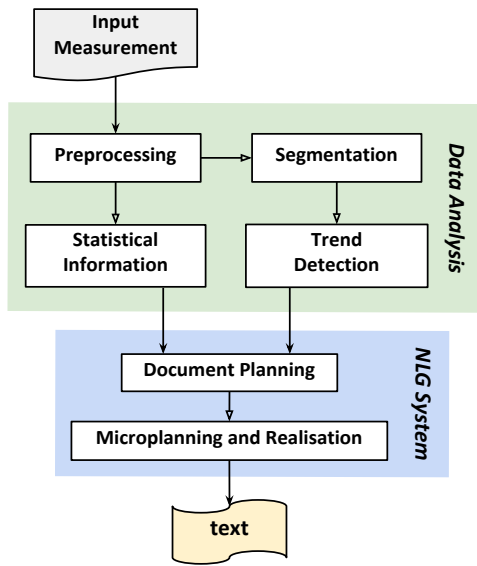 Input
Measurement
Preprocessing
Segmentation
Statistical
Information
Trend
Detection
Data Analysis
Document Planning
Microplanning and Realisation
NLG System
text